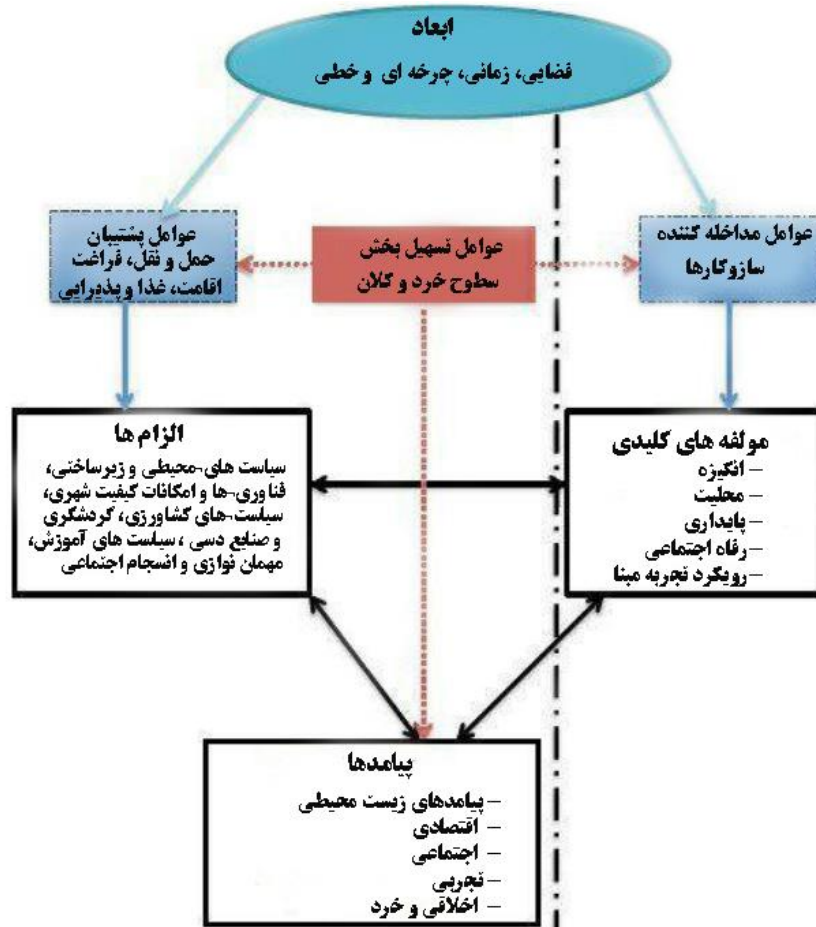 ابعاد
فضایی، زمانی، چرخه ای و خطی
عوامل مداخله کننده
سازوکارها
عوامل تسهیل بخش
سطوح خرد و کلان
عوامل پشتیبان
حمل و نقل، فراغت
اقامت، غذا و پذیرایی
مولفه های کلیدی
– انگیزه
– محلیت
– پایداری
– رفاه اجتماعی
– رویکرد تجربه مبنا
الزام ها
سیاست های-محیطی و زیرساختی،
فناوری-ها و امکانات کیفیت شهری،
سیاست-های کشاورزی، گردشگری
و صنایع دسی ، سیاست های آموزش،
مهمان نوازی و انسجام اجتماعی
پیامدها
– پیامدهای زیست محیطی
– اقتصادی
– اجتماعی
– تجربی
– اخلاقی و خرد